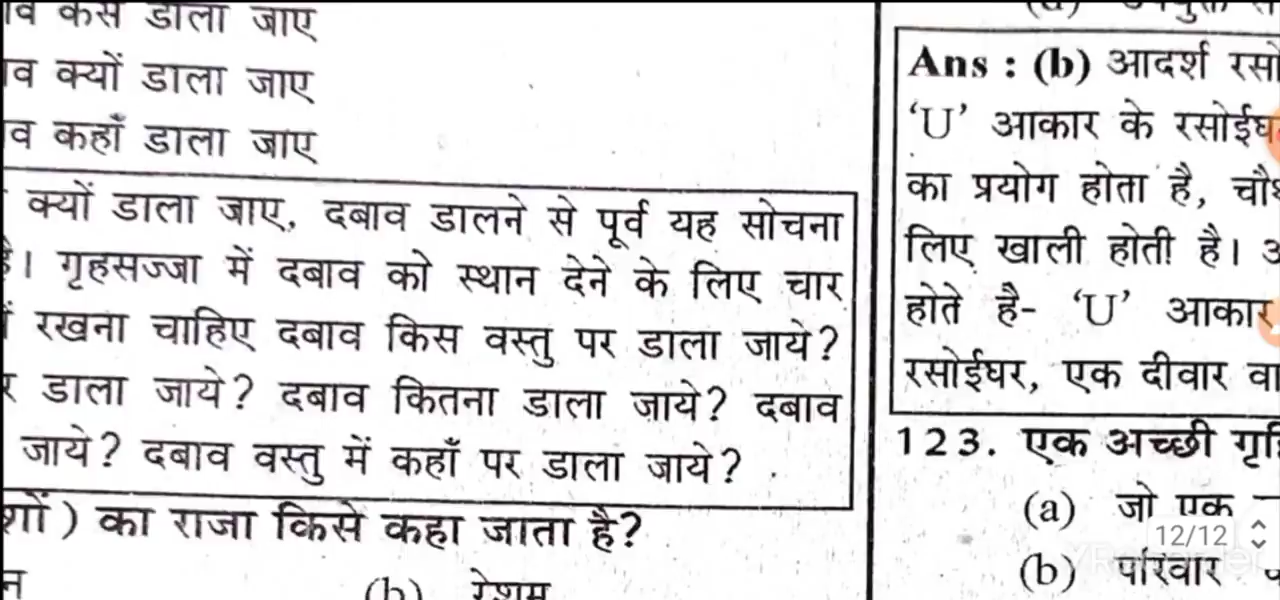 कैसे डाला जाए
क्यों डाला जाए
कहाँ डाला जाए
क्यों डाला जाए, दबाव डालने से पूर्व यह सोचना
है। गृहसज्जा में दबाव को स्थान देने के लिए चार
रखना चाहिए दबाव किस वस्तु पर डाला जाये?
डाला जाये? दबाव कितना डाला जाये? दबाव
जाये? दबाव वस्तु में कहाँ पर डाला जाये?
का राजा किसे कहा जाता है?
(b) रेशम
Ans : (b) आदर्श
'U' आकार के
का प्रयोग होता है,
लिए खाली होती है।
होते है- 'U' आकार
रसोईघर, एक दीवार
123. एक अच्छी
(a) जो एक
12/12
(b) परिवार